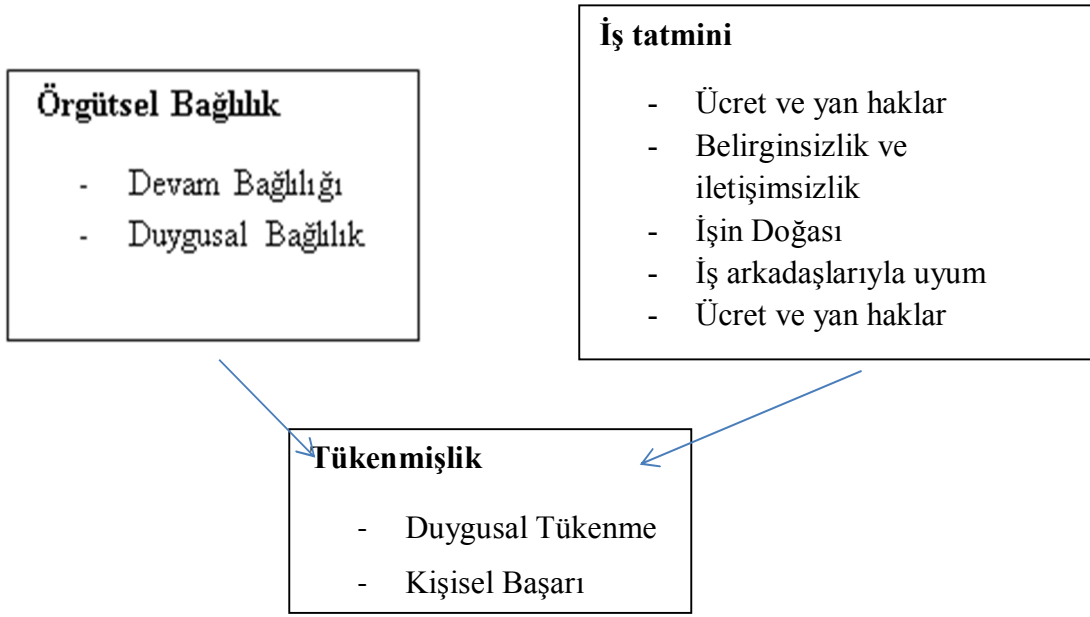 Örgütsel Bağlılık
- Devam Bağlılığı
- Duygusal Bağlılık
İş tatmini
- Ücret ve yan haklar
- Belirginsizlik ve
iletişimsizlik
- İşin Doğası
- İş arkadaşlarıyla uyum
- Ücret ve yan haklar
Tükenmişlik
- Duygusal Tükenme
- Kişisel Başarı